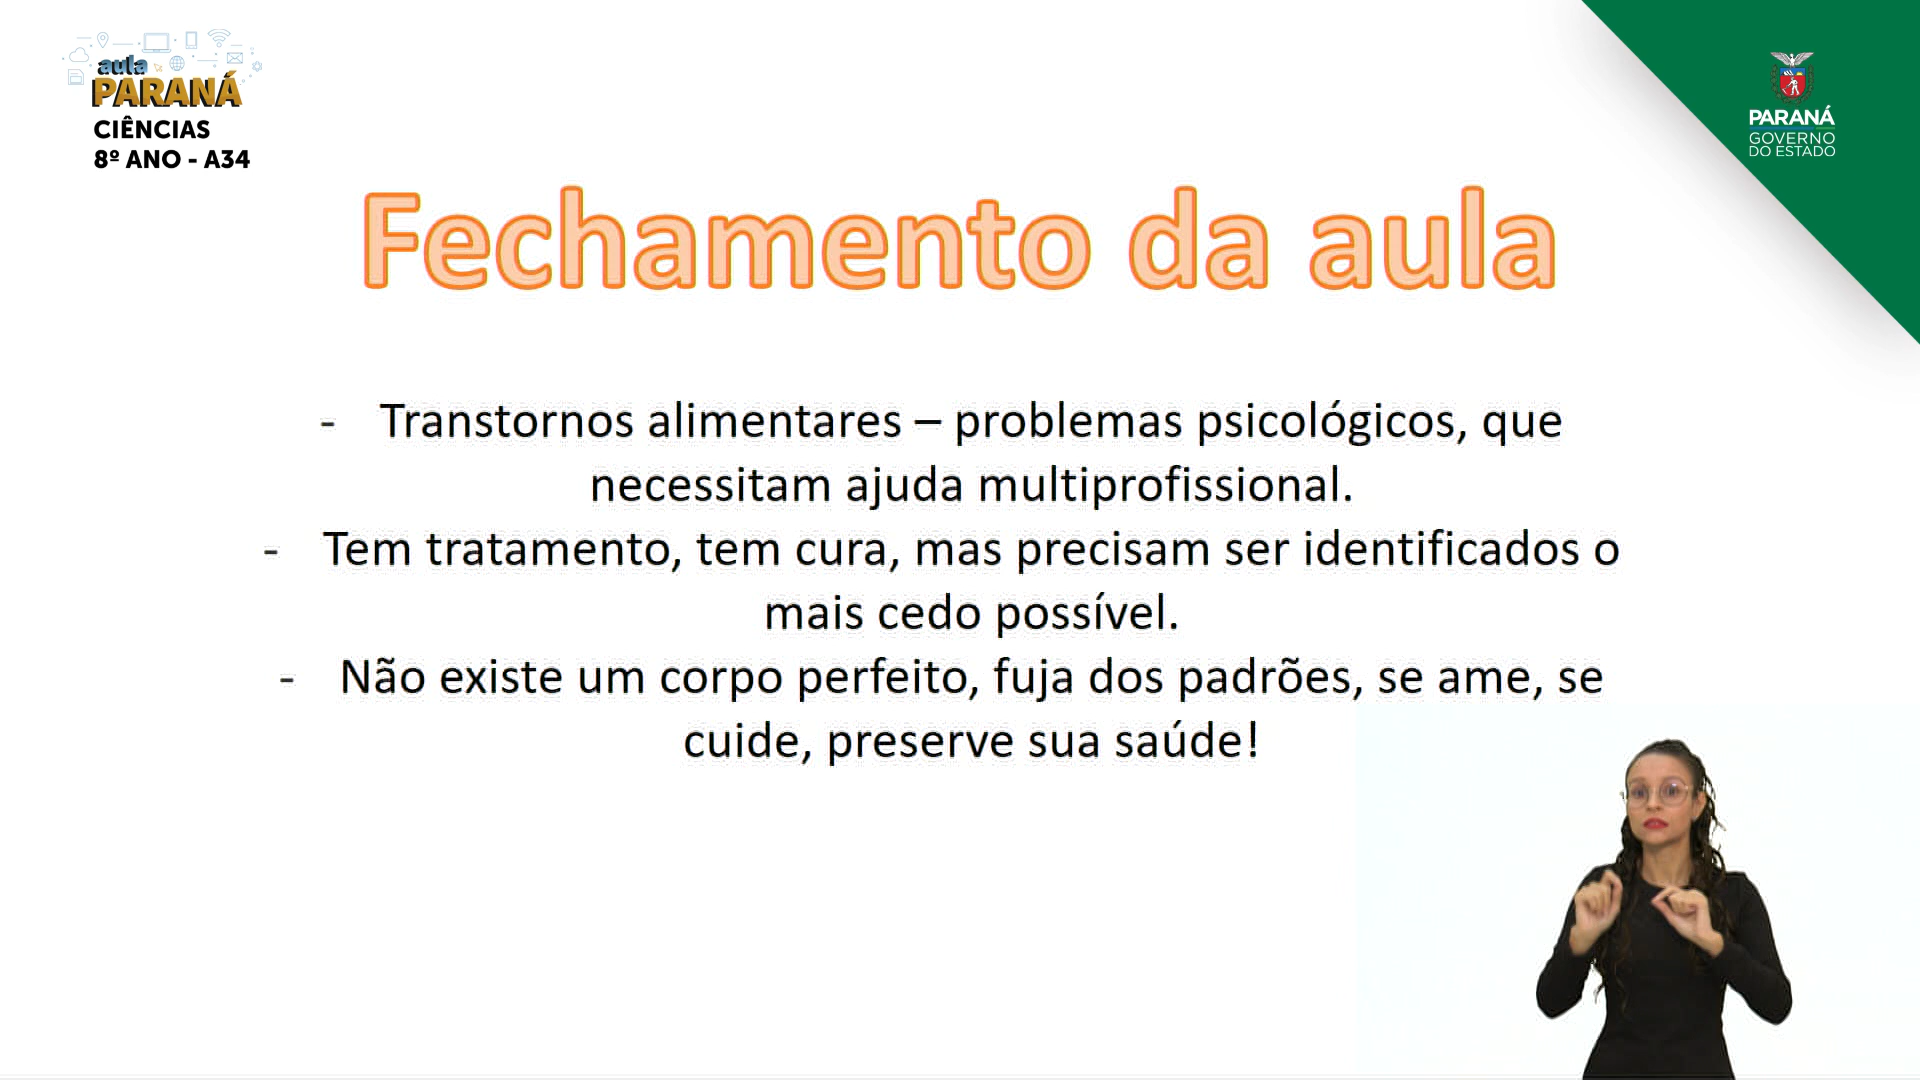 aula
PARANÁ
CIÊNCIAS
8º ANO - A34
PARANÁ
GOVERNO
DO ESTADO
Fechamento da aula
- Transtornos alimentares – problemas psicológicos, que
necessitam ajuda multiprofissional.
- Tem tratamento, tem cura, mas precisam ser identificados o
mais cedo possível.
- Não existe um corpo perfeito, fuja dos padrões, se ame, se
cuide, preserve sua saúde!